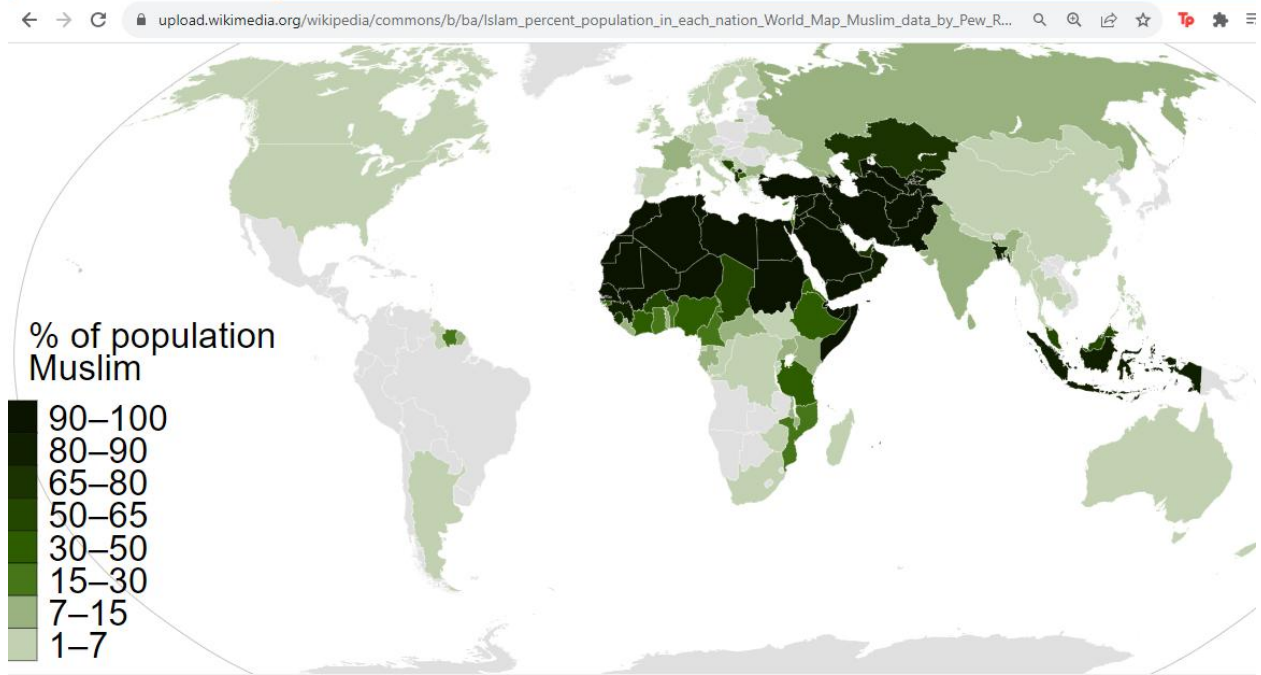 upload.wikimedia.org/wikipedia/commons/b/ba/Islam_percent_population_in_each_nation_World_Map_Muslim_data_by_Pew_R...
Tp
% of population
Muslim
90–100
80–90
65–80
50–65
30–50
15–30
7–15
1–7